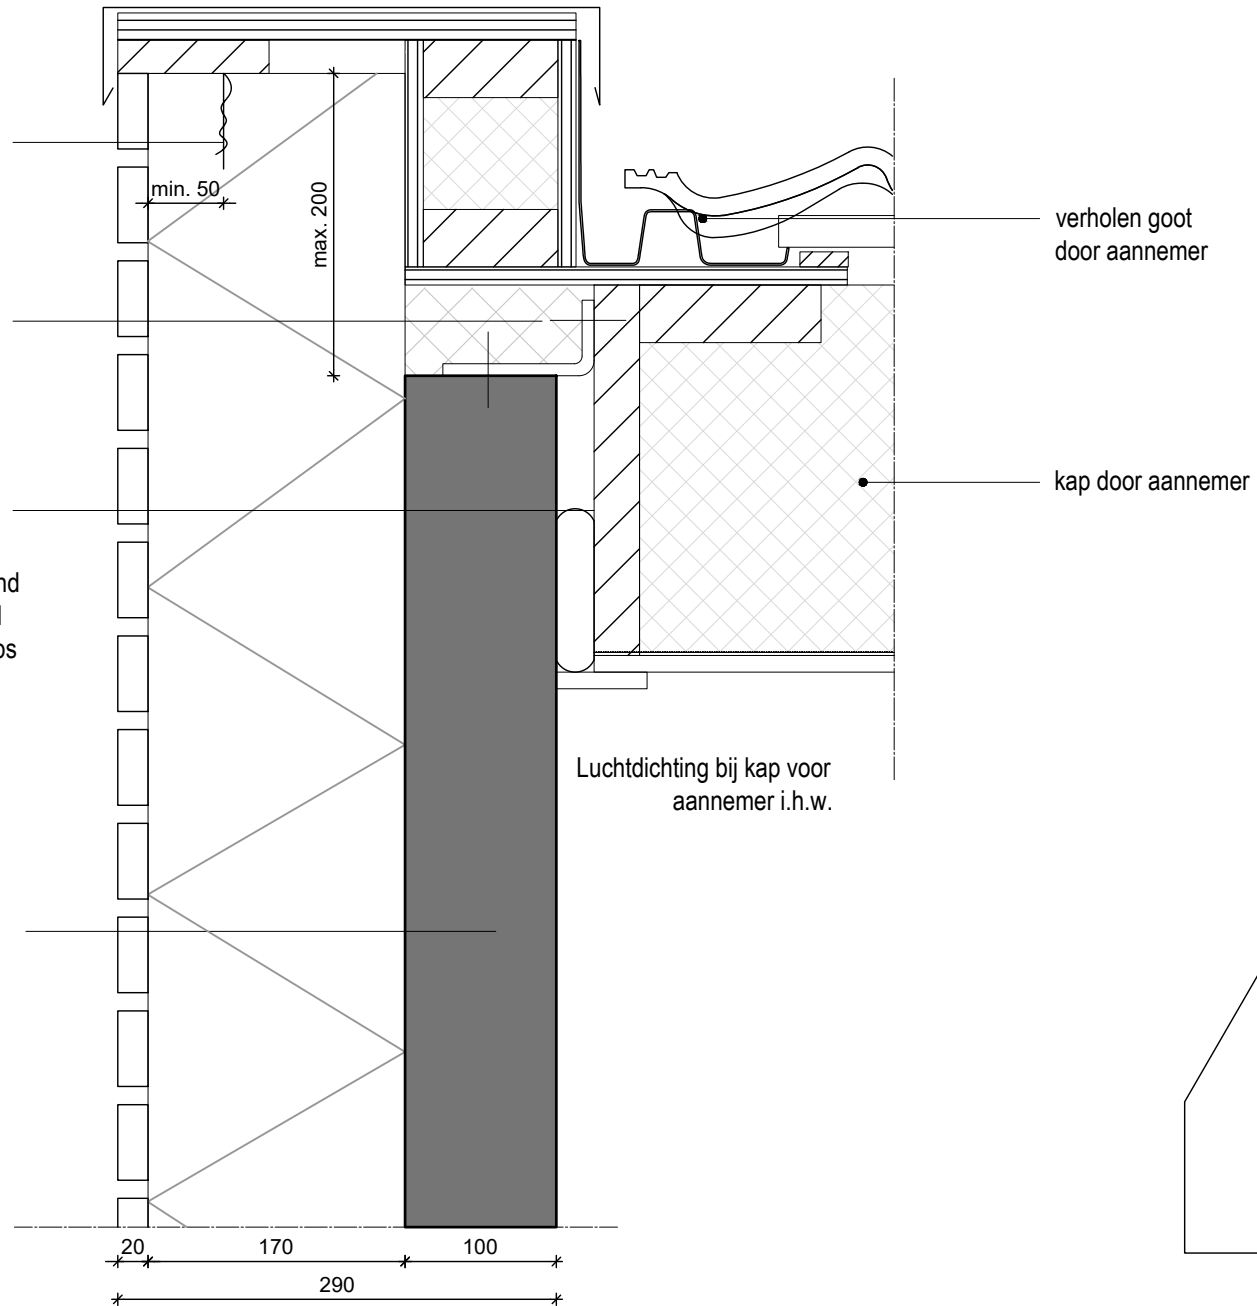 min. 50
max. 200
verholen goot
door aannemer
kap door aannemer
Luchtdichting bij kap voor
aannemer i.h.w.
20
170
100
290